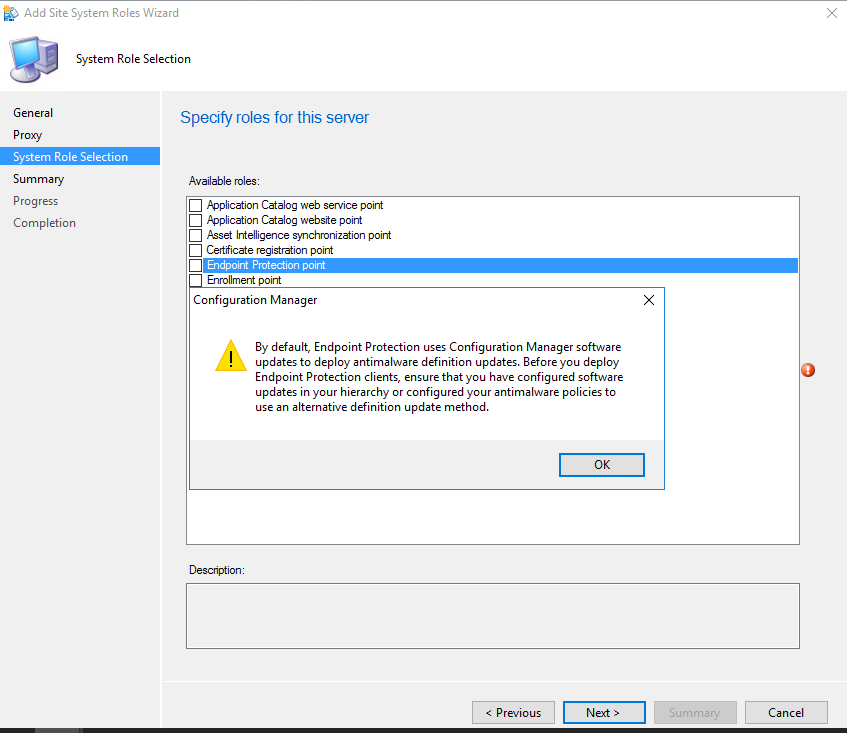 Add Site System Roles Wizard
System Role Selection
General
Proxy
System Role Selection
Summary
Progress
Completion
Specify roles for this server
Available roles:
Application Catalog web service point
Application Catalog website point
Asset Intelligence synchronization point
Certificate registration point
Endpoint Protection point
Enrollment point
Configuration Manager
By default, Endpoint Protection uses Configuration Manager software
updates to deploy antimalware definition updates. Before you deploy
Endpoint Protection clients, ensure that you have configured software
updates in your hierarchy or configured your antimalware policies to
use an alternative definition update method.
OK
Description:
< Previous
Next >
Summary
Cancel